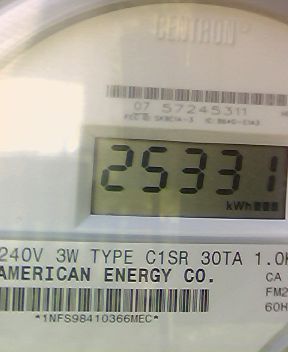 CENTRON®
07 57245311
25331
kWh
240V 3W TYPE C1SR 30TA 1.0K
AMERICAN ENERGY CO.
CA
FM2
60H
*1NFS98410366MEC*